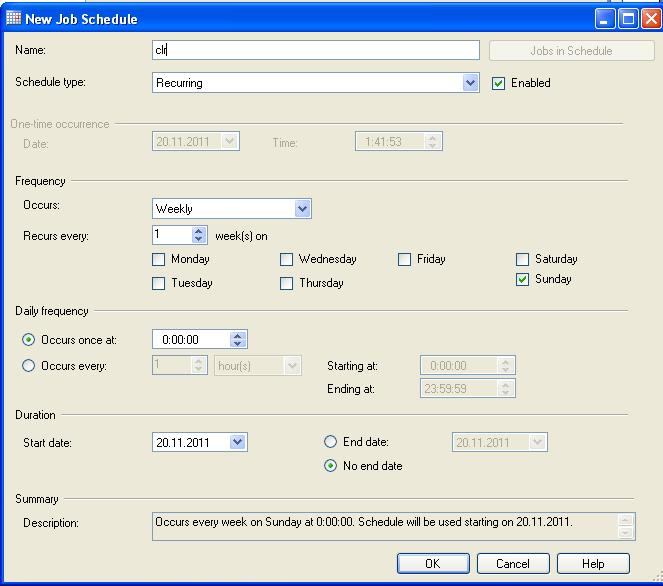 New Job Schedule
Name: clr Jobs in Schedule
Schedule type: Recurring Enabled
One-time occurrence
Date: 20.11.2011 Time: 1:41:53
Frequency
Occurs: Weekly
Recurs every: 1 week(s) on
Monday Wednesday Friday Saturday
Tuesday Thursday Sunday
Daily frequency
Occurs once at: 0:00:00
Occurs every: 1 hour(s) Starting at: 0:00:00
Ending at: 23:59:59
Duration
Start date: 20.11.2011 End date: 20.11.2011
No end date
Summary
Description: Occurs every week on Sunday at 0:00:00. Schedule will be used starting on 20.11.2011.
OK Cancel Help